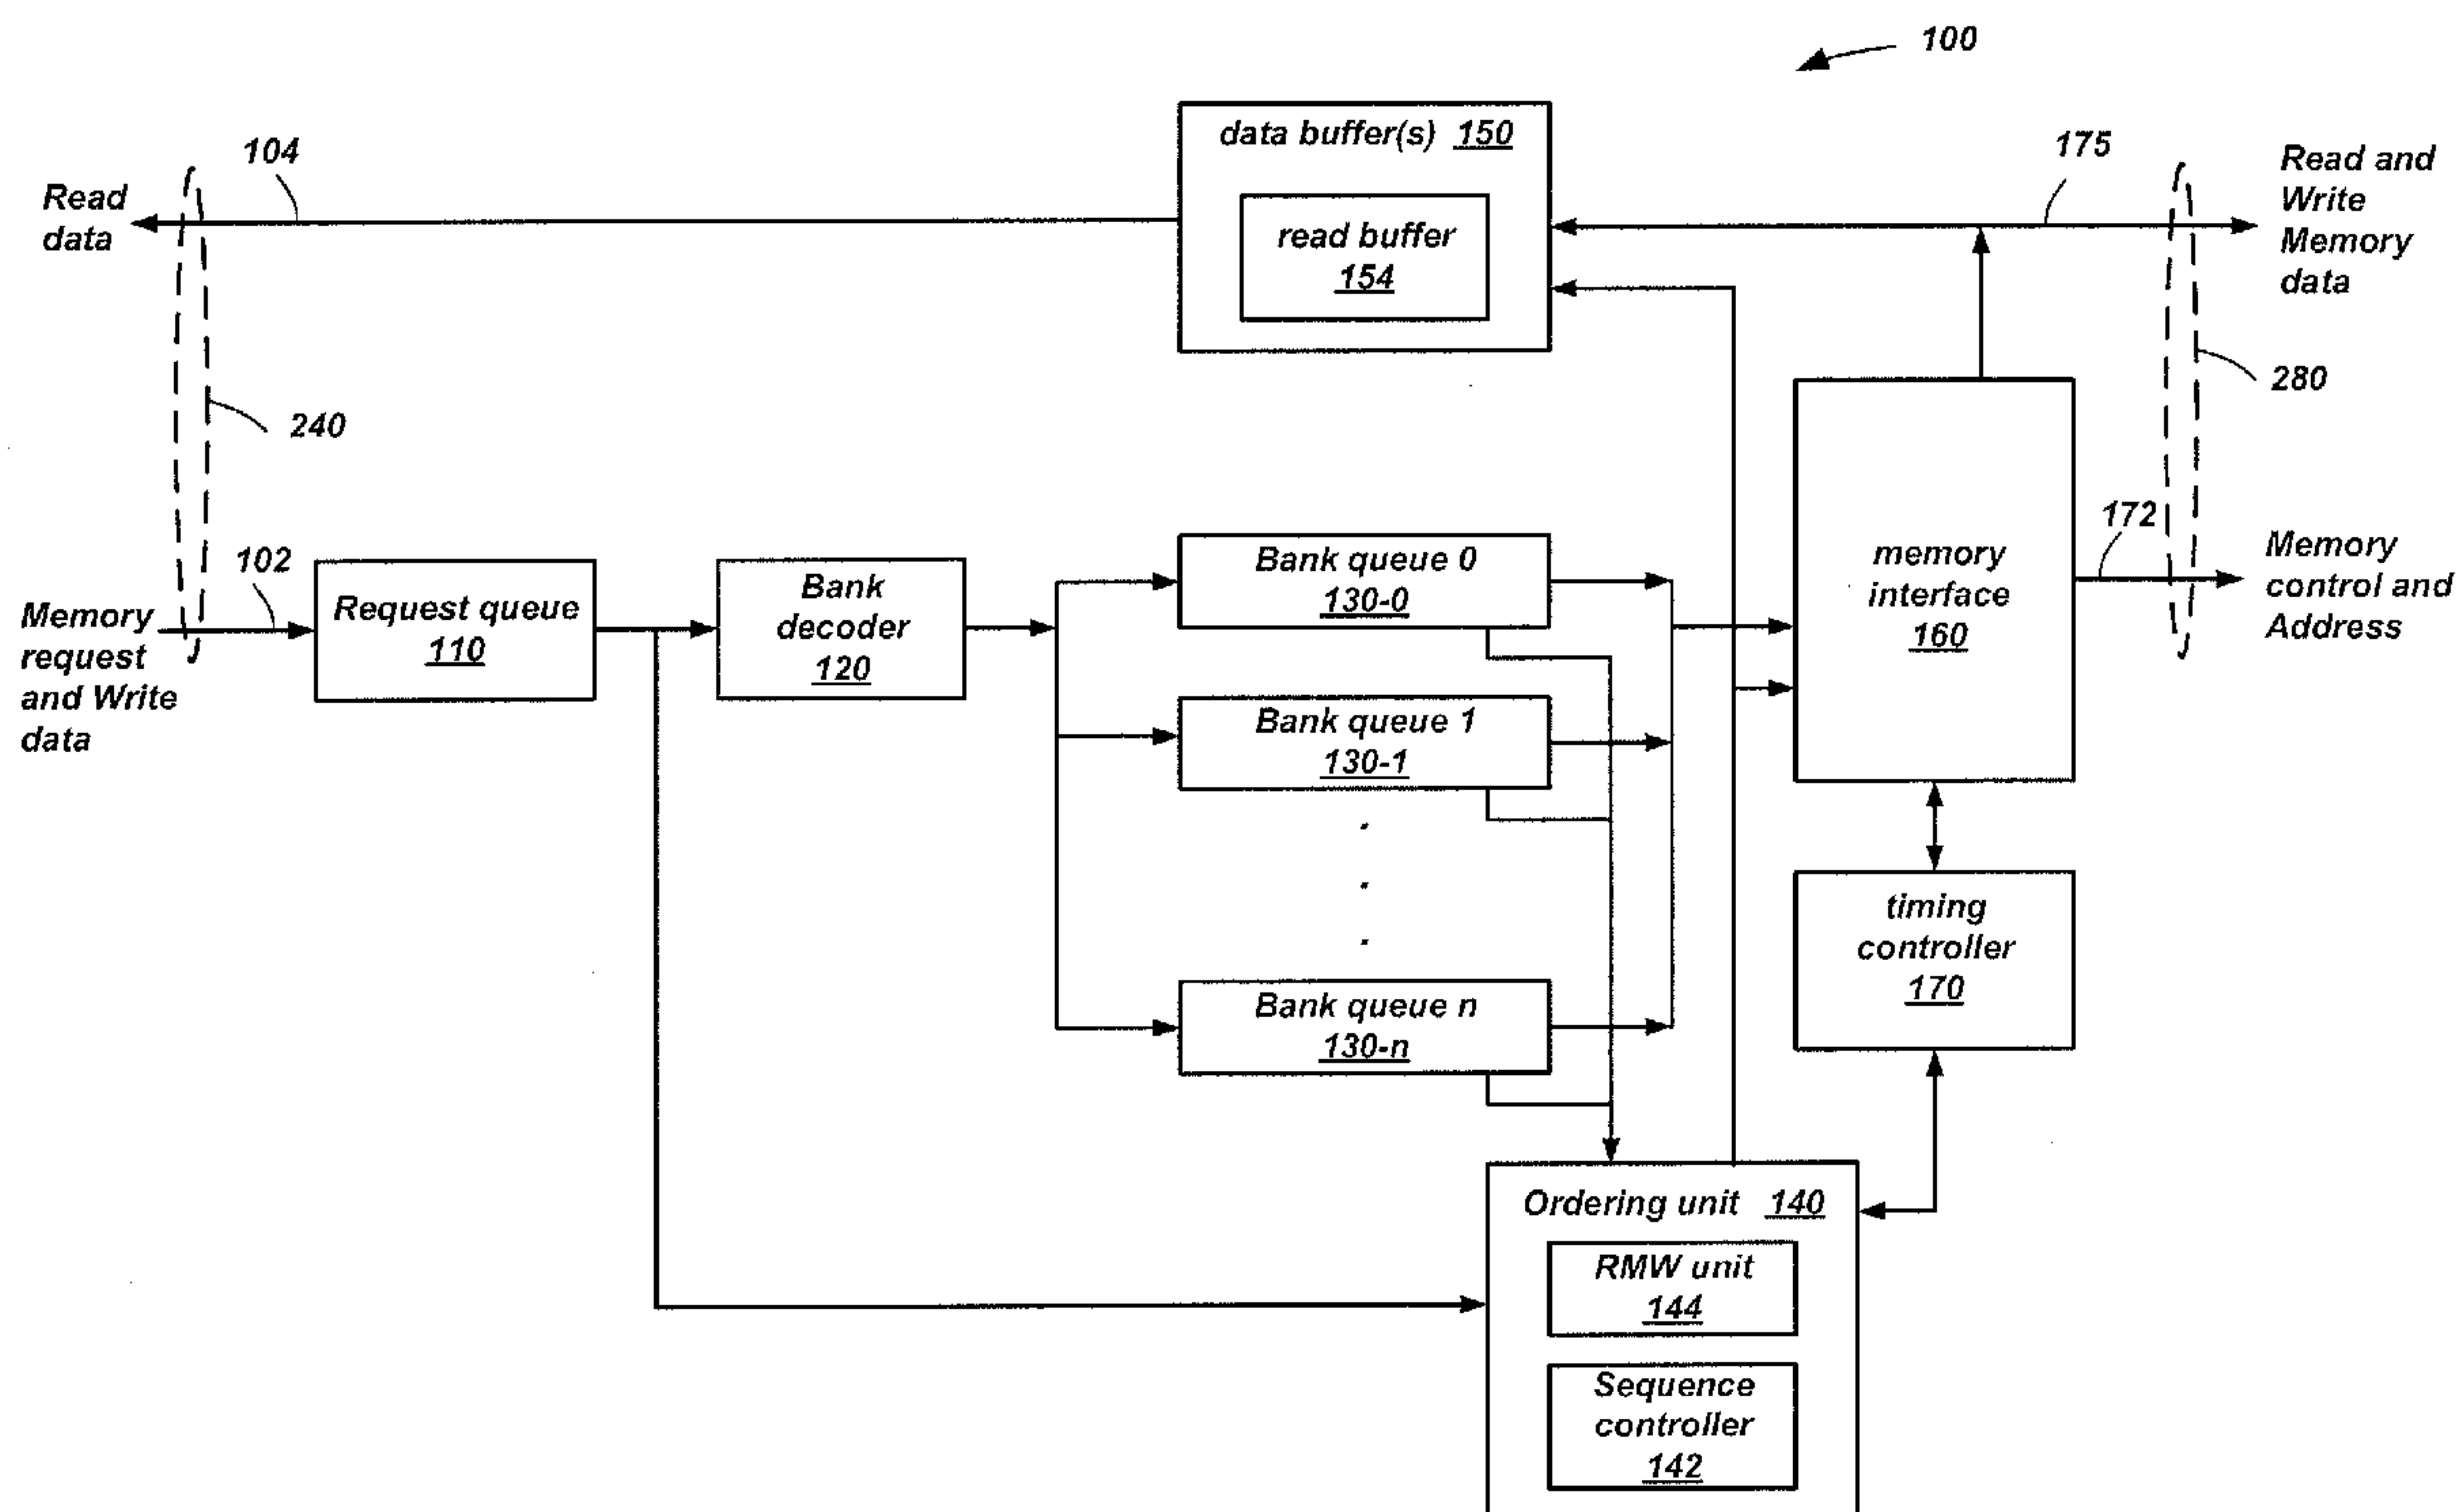 100
data buffer(s) 150
read buffer
154
104
175
Read
data
Read and
Write
Memory
data
240
280
102
172
Memory
request
and Write
data
Request queue
110
Bank
decoder
120
Bank queue 0
130-0
Bank queue 1
130-1
.
.
.
Bank queue n
130-n
memory
interface
160
Memory
control and
Address
timing
controller
170
Ordering unit 140
RMW unit
144
Sequence
controller
142